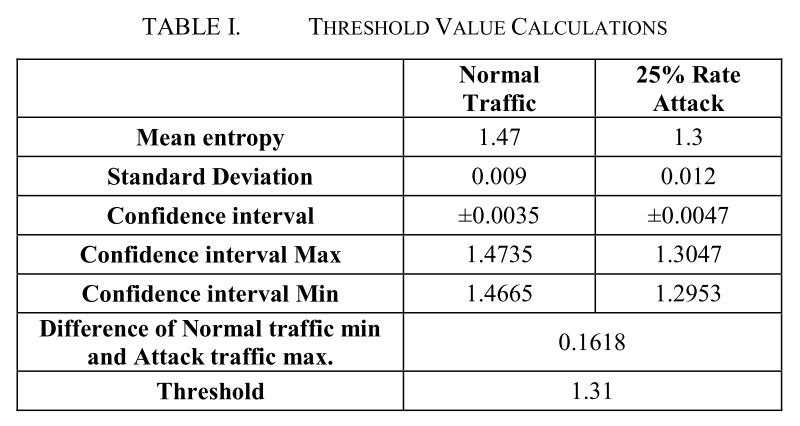 TABLE I. THRESHOLD VALUE CALCULATIONS
Normal Traffic 25% Rate Attack
Mean entropy 1.47 1.3
Standard Deviation 0.009 0.012
Confidence interval ±0.0035 ±0.0047
Confidence interval Max 1.4735 1.3047
Confidence interval Min 1.4665 1.2953
Difference of Normal traffic min and Attack traffic max. 0.1618
Threshold 1.31